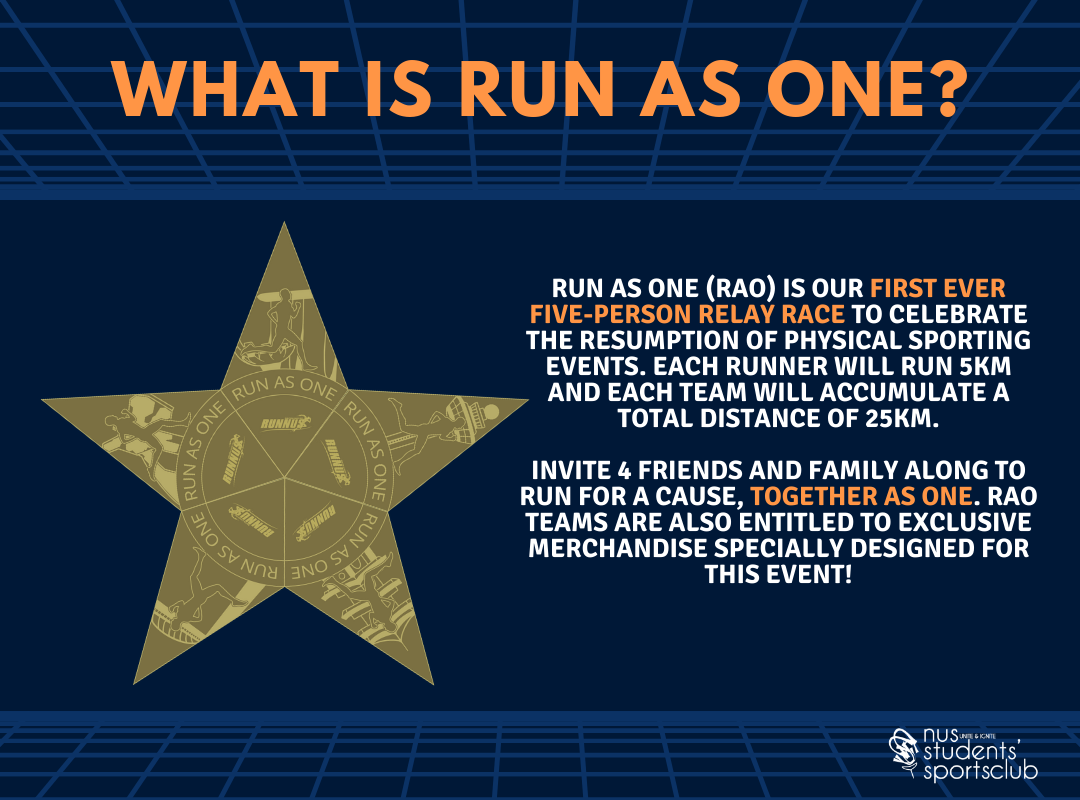 WHAT IS RUN AS ONE?
RUN AS ONE
RUN AS ONE
RUN AS ONE
RUN AS ONE
RUN AS ONE
RUNNUS
RUNNUS
RUNNUS
RUNNUS
RUNNUS
RUN AS ONE (RAO) IS OUR FIRST EVER
FIVE-PERSON RELAY RACE TO CELEBRATE
THE RESUMPTION OF PHYSICAL SPORTING
EVENTS. EACH RUNNER WILL RUN 5KM
AND EACH TEAM WILL ACCUMULATE A
TOTAL DISTANCE OF 25KM.
INVITE 4 FRIENDS AND FAMILY ALONG TO
RUN FOR A CAUSE, TOGETHER AS ONE. RAO
TEAMS ARE ALSO ENTITLED TO EXCLUSIVE
MERCHANDISE SPECIALLY DESIGNED FOR
THIS EVENT!
nus UNITE & IGNITE
students'
sportsclub